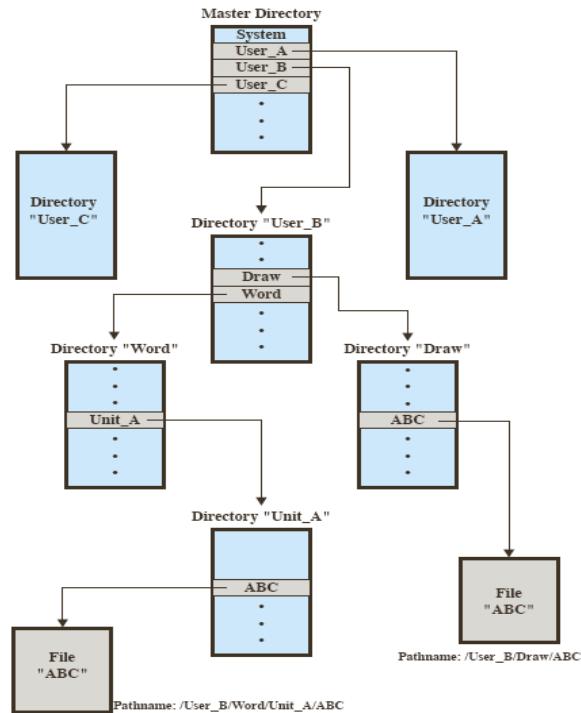 Master Directory
System
User_A
User_B
User_C
Directory
"User_C"
Directory
"User_A"
Directory "User_B"
Draw
Word
Directory "Word"
Directory "Draw"
Unit_A
ABC
Directory "Unit_A"
ABC
File
"ABC"
Pathname: /User_B/Draw/ABC
File
"ABC"
Pathname: /User_B/Word/Unit_A/ABC